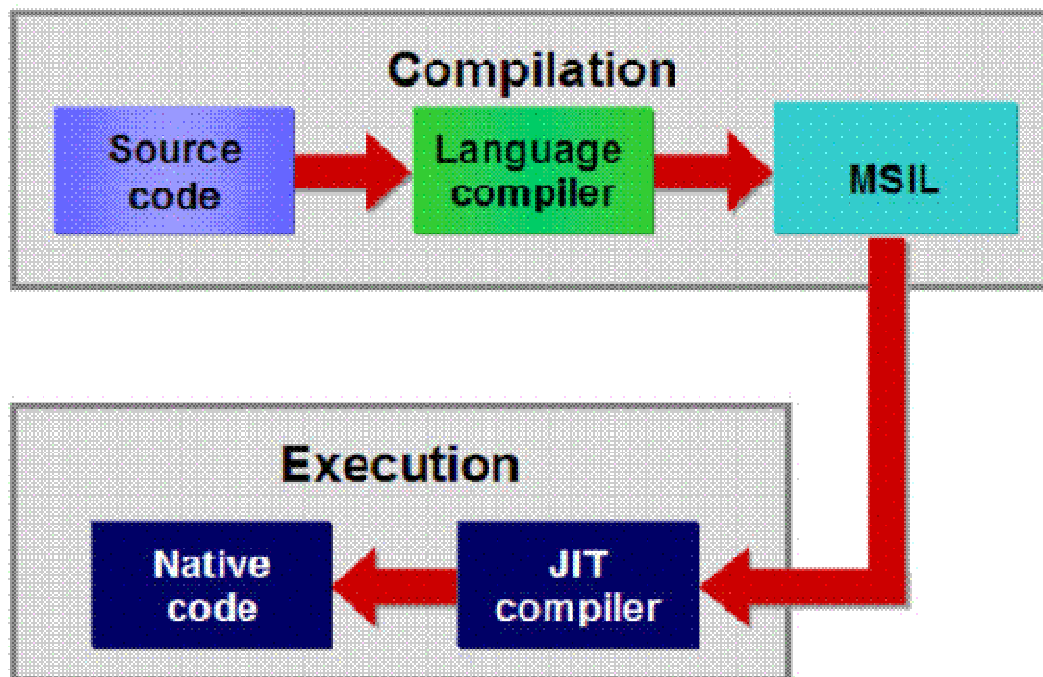 Compilation
Source
code
Language
compiler
MSIL
Execution
Native
code
JIT
compiler